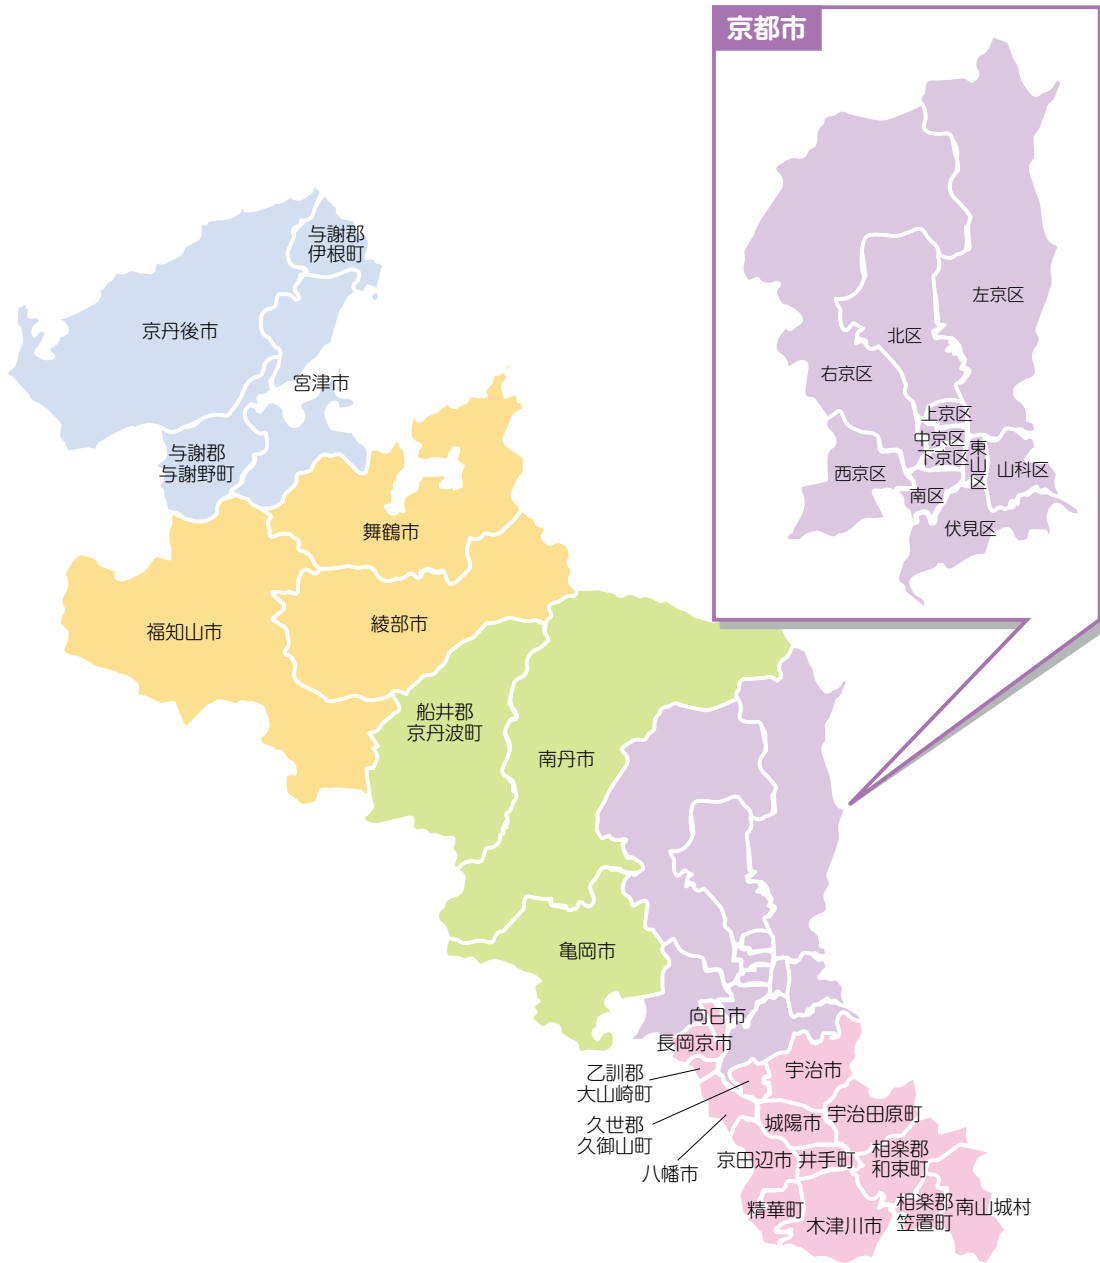 京都市
左京区
北区
右京区
上京区
中京区
下京区
東山区
山科区
西京区
南区
伏見区
与謝郡
伊根町
京丹後市
宮津市
与謝郡
与謝野町
舞鶴市
福知山市
綾部市
船井郡
京丹波町
南丹市
亀岡市
向日市
長岡京市
乙訓郡
大山崎町
宇治市
久世郡
久御山町
城陽市
宇治田原町
八幡市
京田辺市
井手町
相楽郡
和束町
精華町
木津川市
相楽郡
笠置町
南山城村